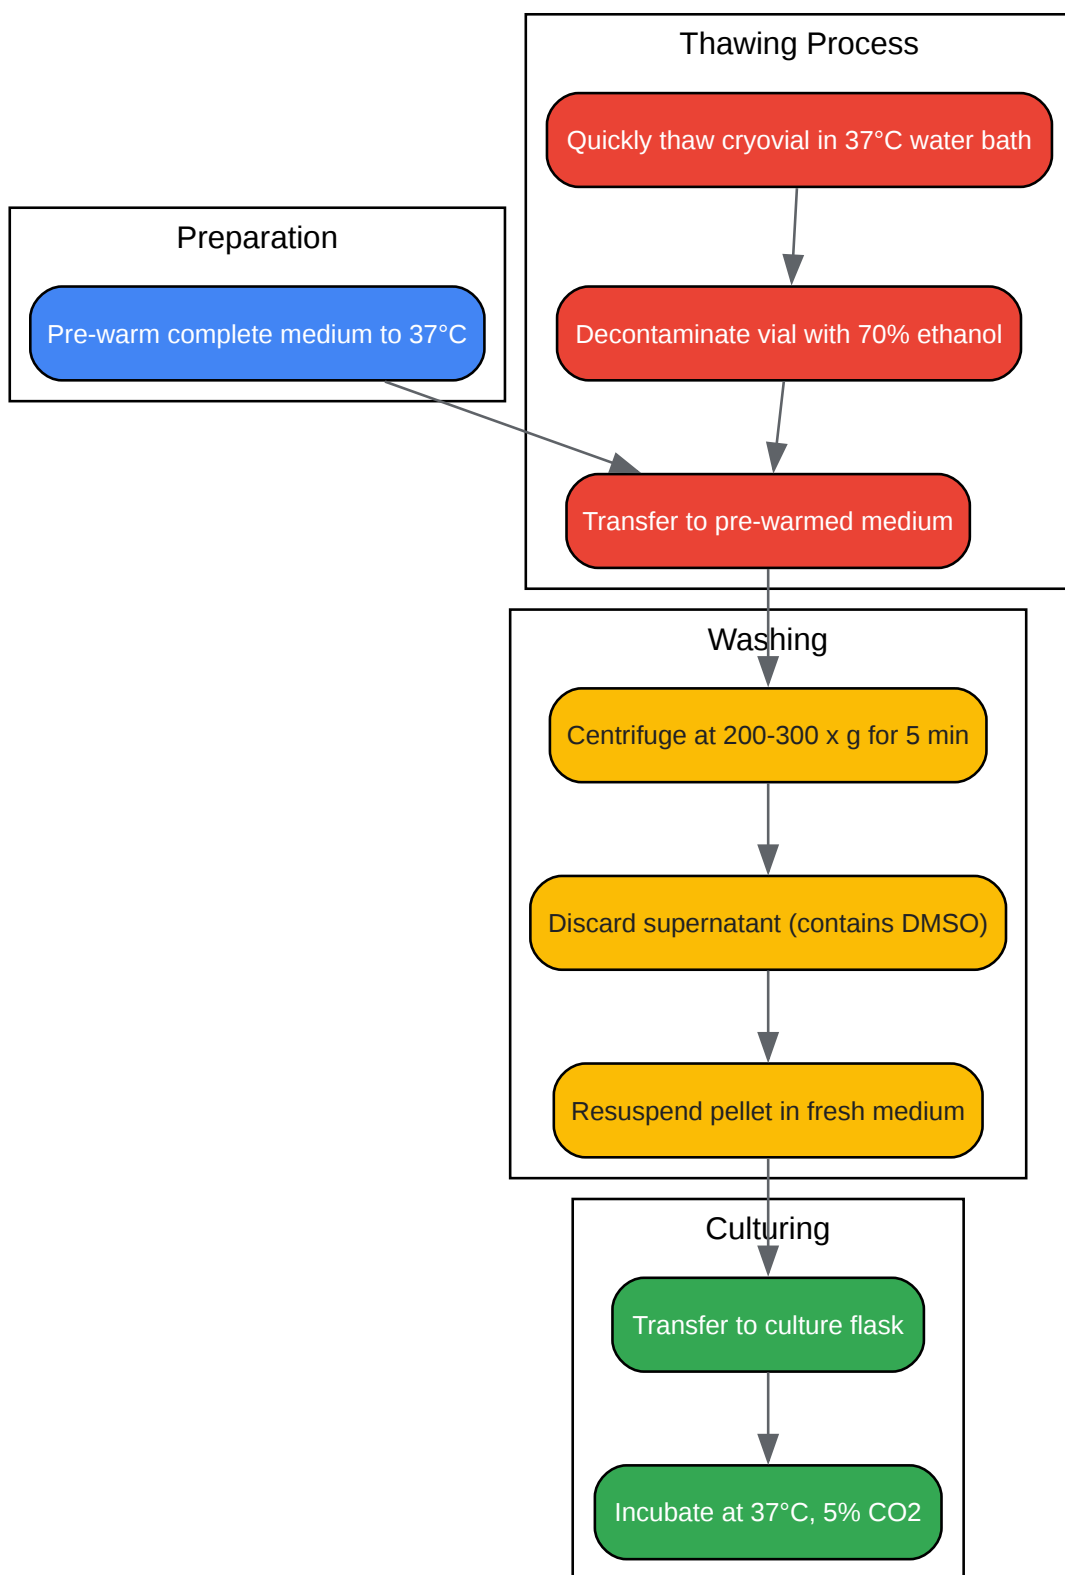 Thawing Process
Quickly thaw cryovial in 37°C water bath
Preparation
Pre-warm complete medium to 37°C
Decontaminate vial with 70% ethanol
Transfer to pre-warmed medium
Washing
Centrifuge at 200-300 x g for 5 min
Discard supernatant (contains DMSO)
Resuspend pellet in fresh medium
Culturing
Transfer to culture flask
Incubate at 37°C, 5% CO2